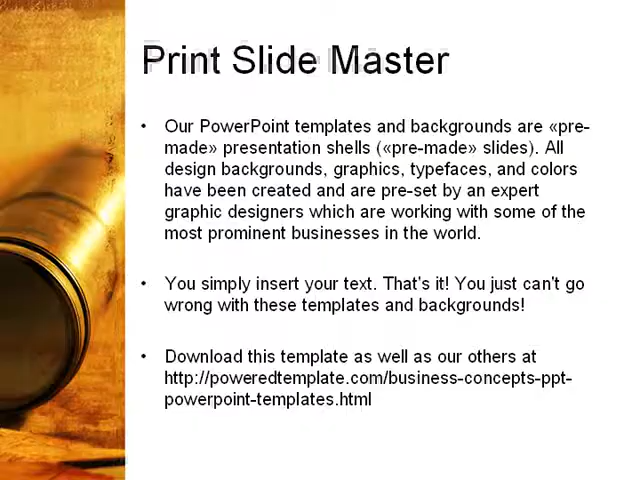 Print Slide Master
• Our PowerPoint templates and backgrounds are «pre-
made» presentation shells («pre-made» slides). All
design backgrounds, graphics, typefaces, and colors
have been created and are pre-set by an expert
graphic designers which are working with some of the
most prominent businesses in the world.
• You simply insert your text. That's it! You just can't go
wrong with these templates and backgrounds!
• Download this template as well as our others at
http://poweredtemplate.com/business-concepts-ppt-
powerpoint-templates.html